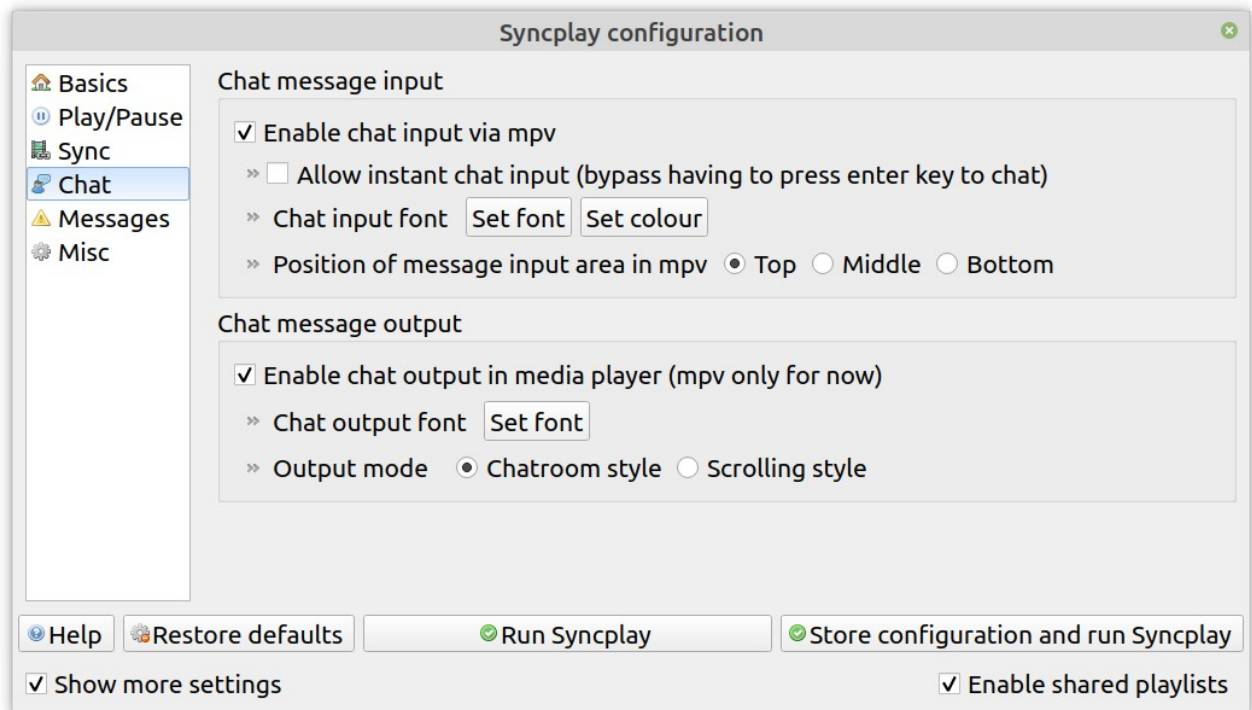 Syncplay configuration
Basics
Play/Pause
Sync
Chat
Messages
Misc
Chat message input
Enable chat input via mpv
» Allow instant chat input (bypass having to press enter key to chat)
» Chat input font Set font Set colour
» Position of message input area in mpv Top Middle Bottom
Chat message output
Enable chat output in media player (mpv only for now)
» Chat output font Set font
» Output mode Chatroom style Scrolling style
Help Restore defaults Run Syncplay Store configuration and run Syncplay
Show more settings Enable shared playlists